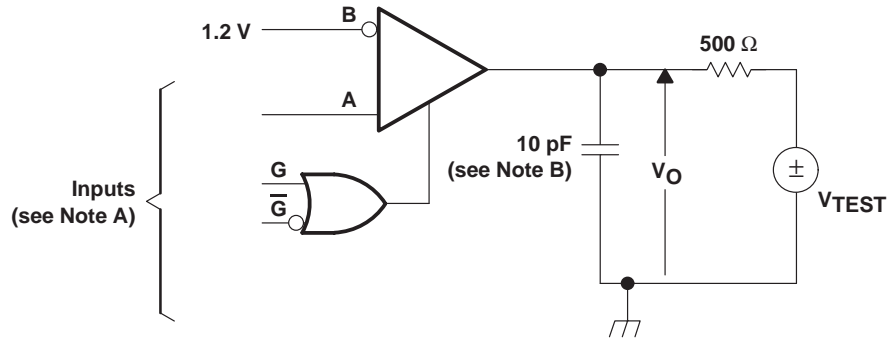 1.2 V
B
A
G
G̅
Inputs
(see Note A)
10 pF
(see Note B)
VO
500 Ω
±
VTEST